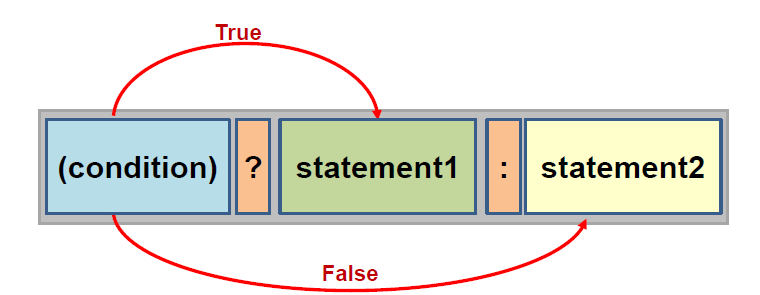 True
(condition) ? statement1 : statement2
False